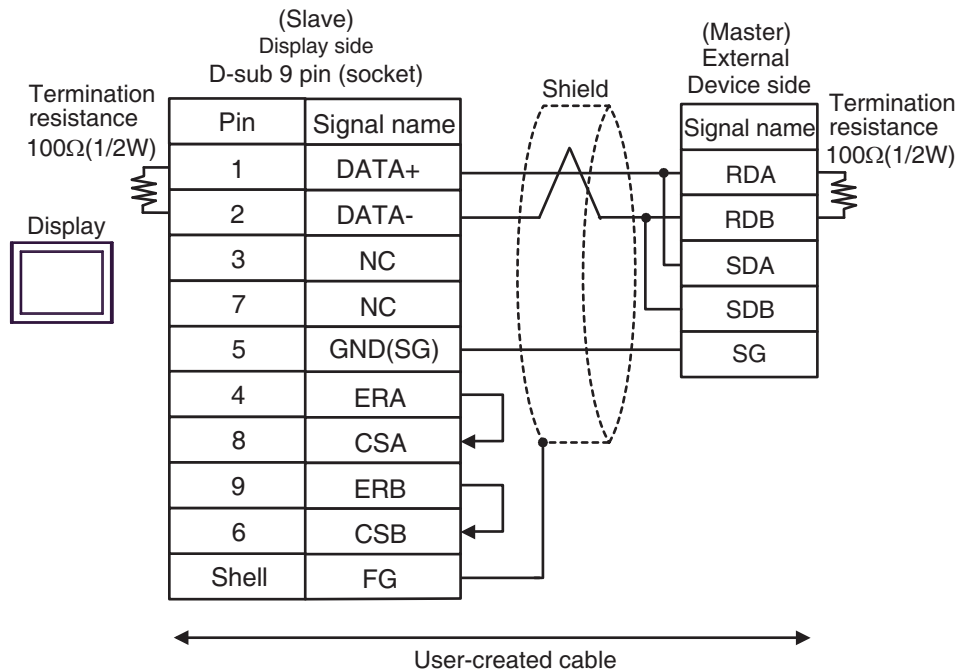 (Slave)
Display side
D-sub 9 pin (socket)
(Master)
External
Device side
Termination
resistance
100Ω(1/2W)
Shield
Termination
resistance
100Ω(1/2W)
Display
Pin Signal name
1 DATA+
2 DATA-
3 NC
7 NC
5 GND(SG)
4 ERA
8 CSA
9 ERB
6 CSB
Shell FG
Signal name
RDA
RDB
SDA
SDB
SG
User-created cable